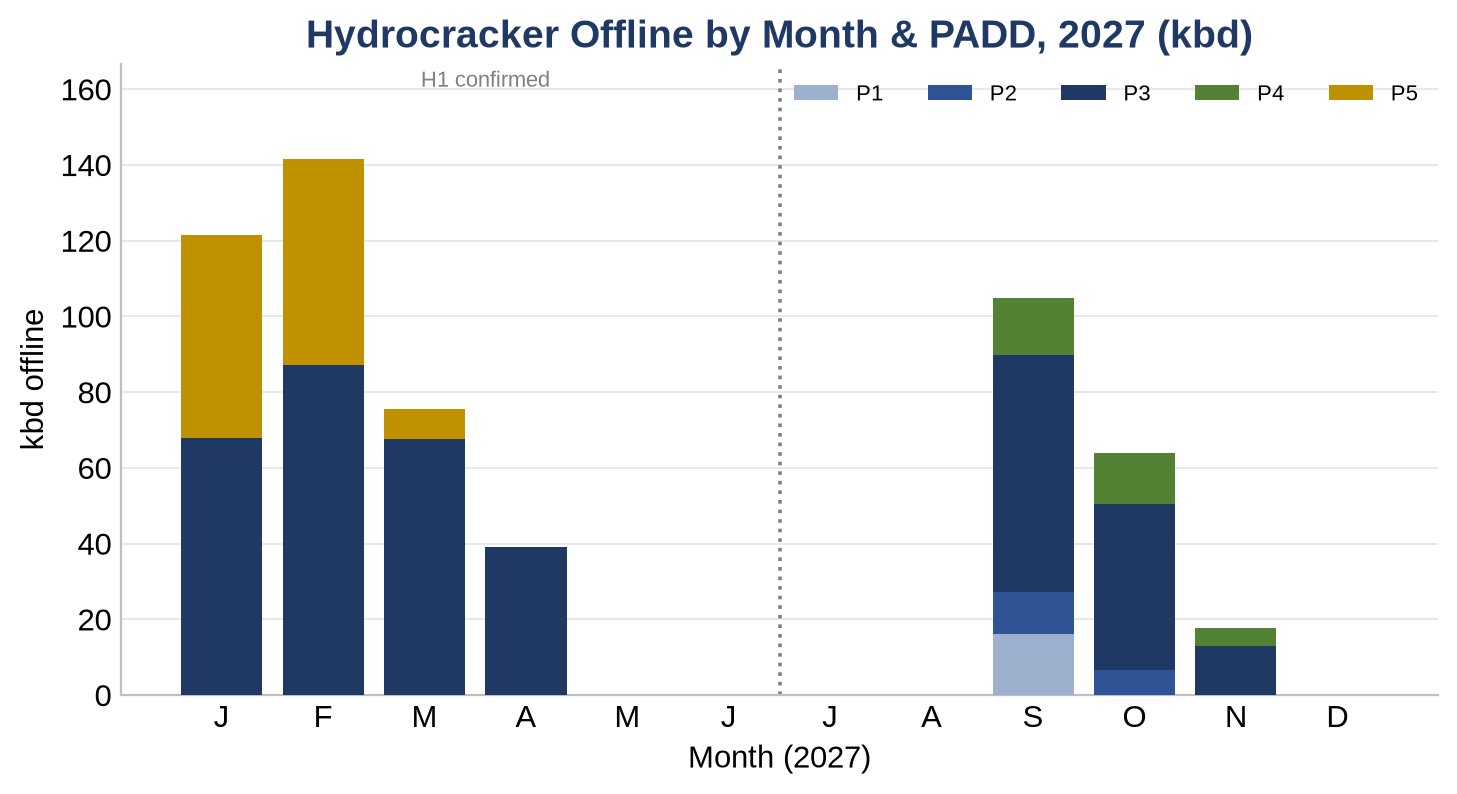 Hydrocracker Offline by Month & PADD, 2027 (kbd)
H1 confirmed
P1 P2 P3 P4 P5
160
140
120
100
80
60
40
20
0
kbd offline
J F M A M J J A S O N D
Month (2027)